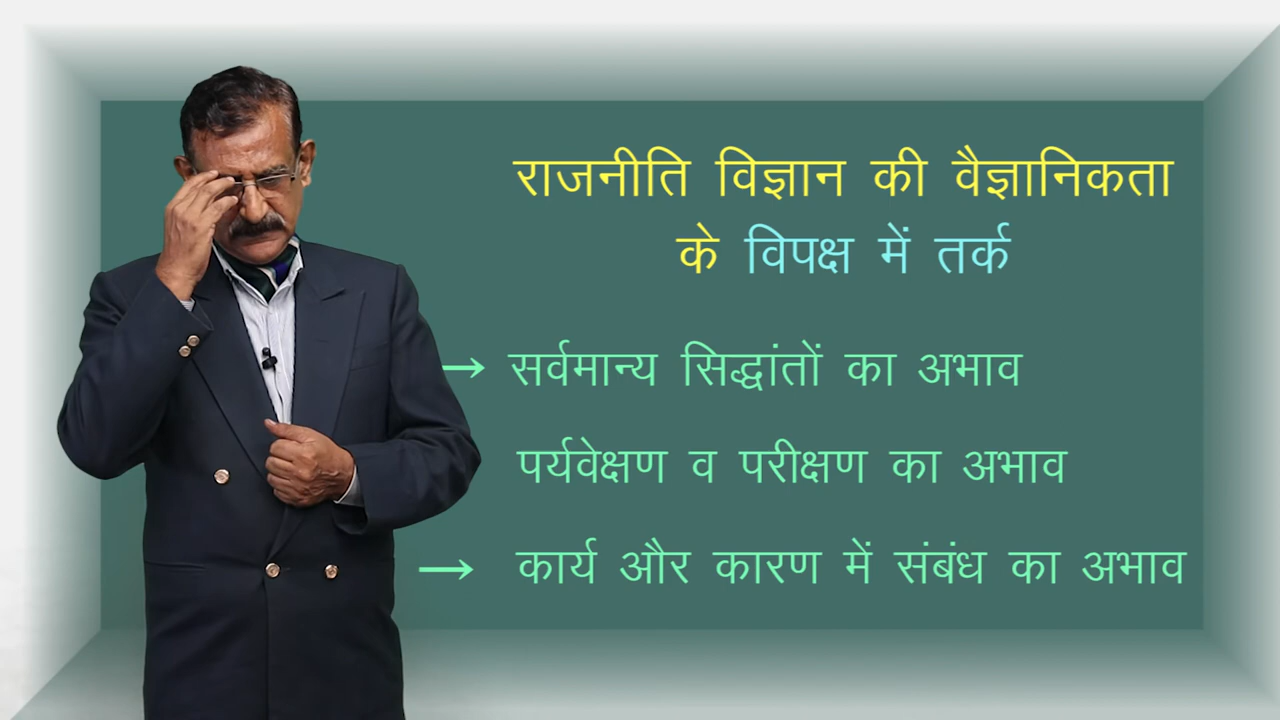 राजनीति विज्ञान की वैज्ञानिकता
के विपक्ष में तर्क
→ सर्वमान्य सिद्धांतों का अभाव
पर्यवेक्षण व परीक्षण का अभाव
→ कार्य और कारण में संबंध का अभाव